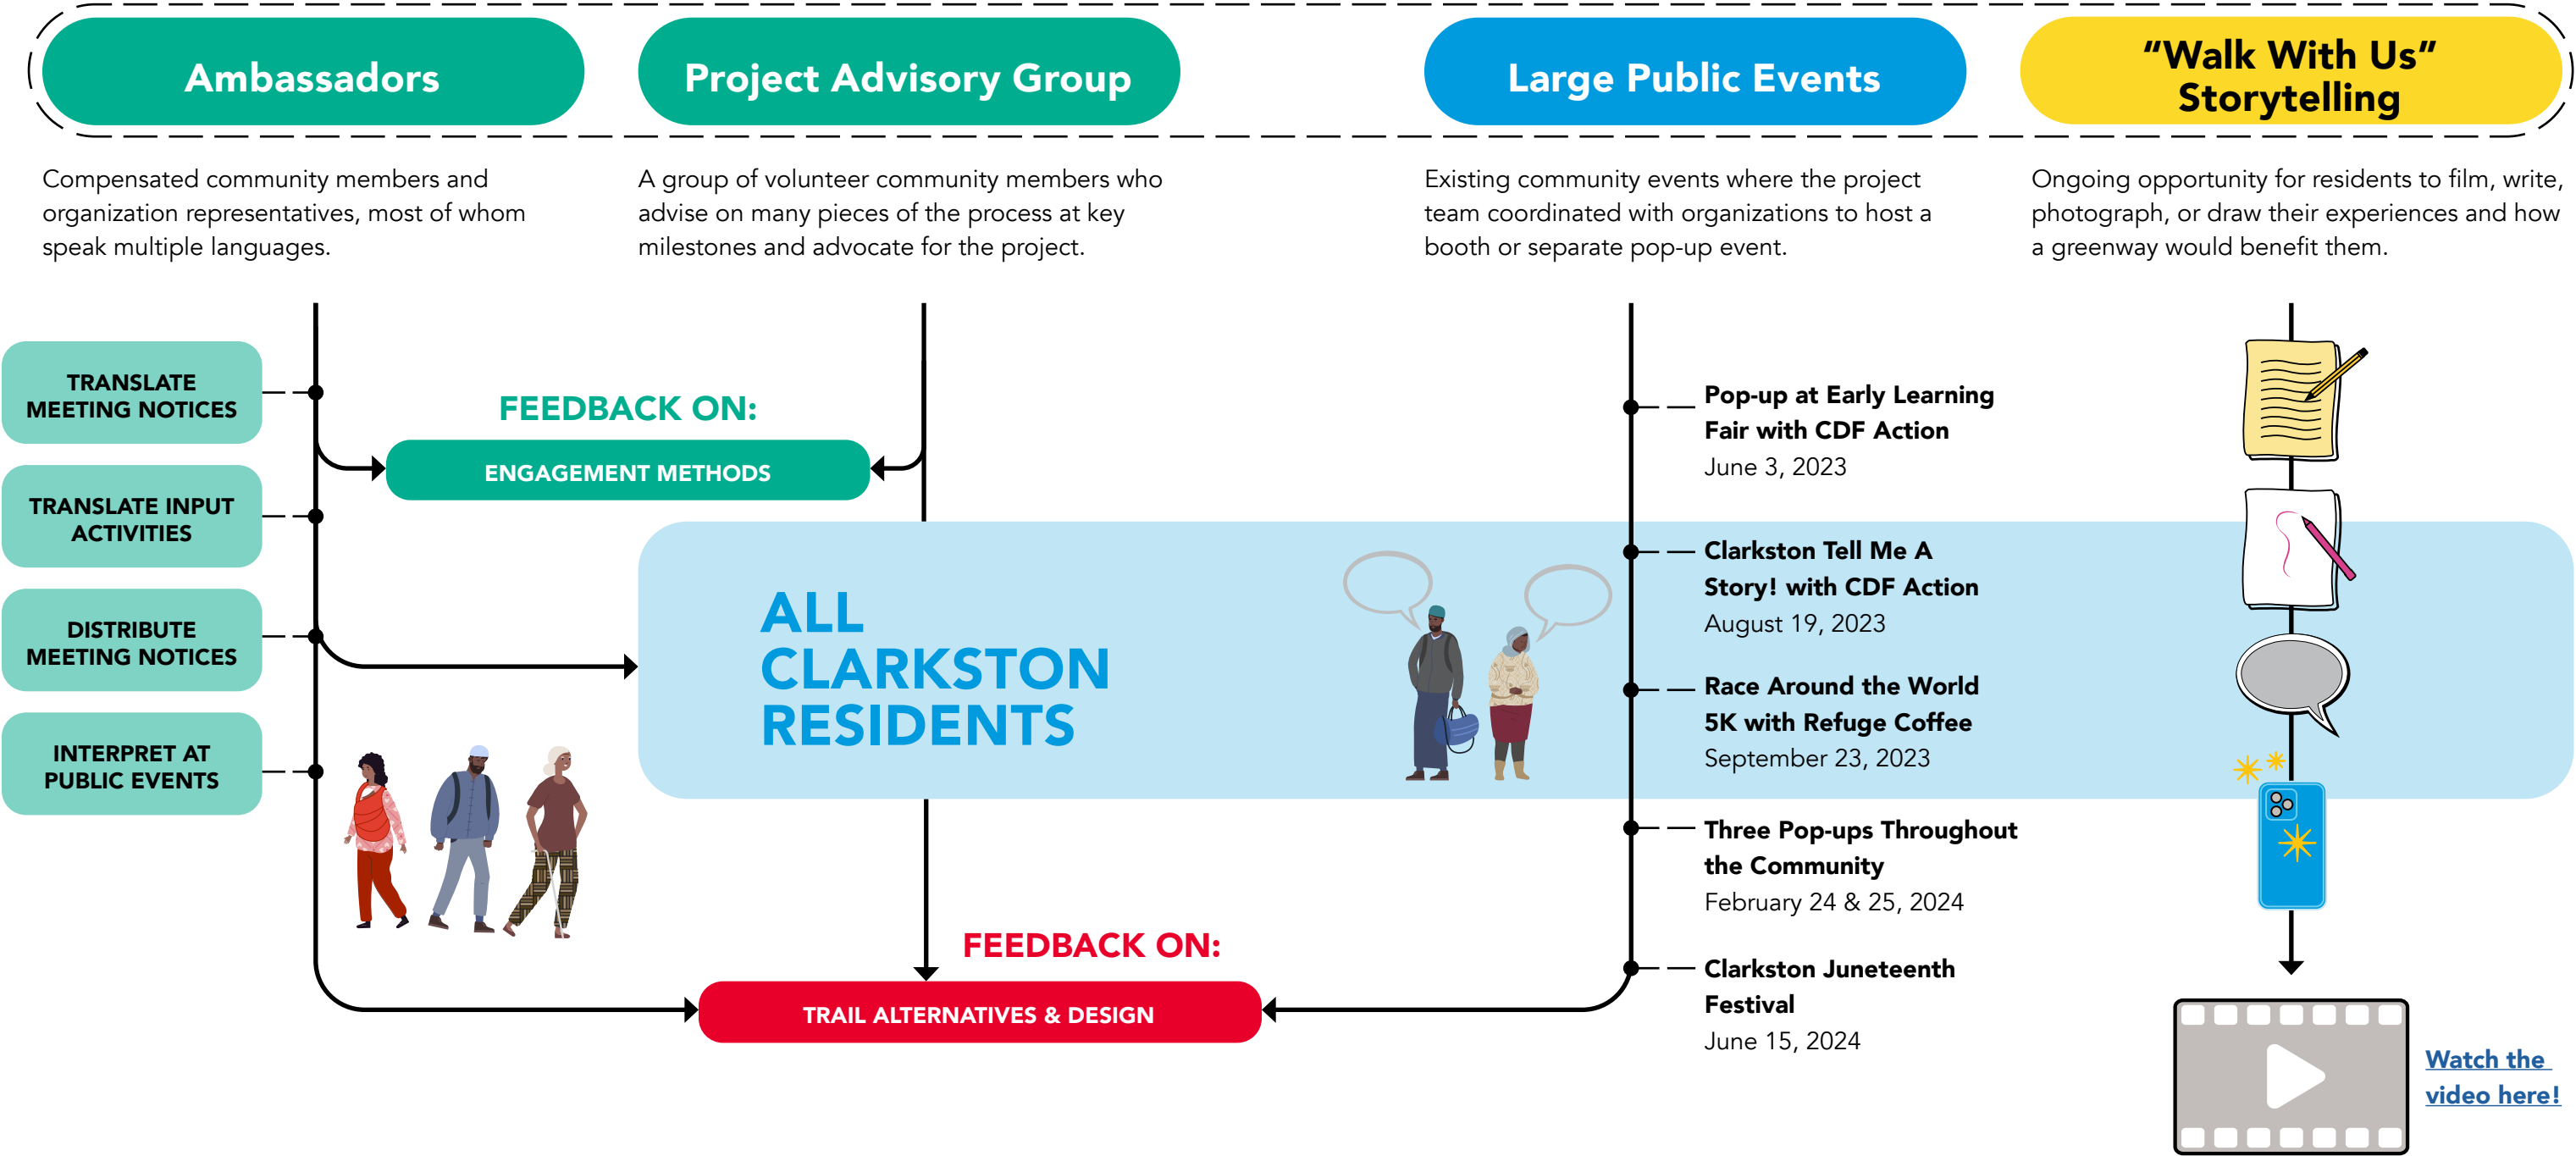 Ambassadors
Compensated community members and
organization representatives, most of whom
speak multiple languages.
Project Advisory Group
A group of volunteer community members who
advise on many pieces of the process at key
milestones and advocate for the project.
Large Public Events
Existing community events where the project
team coordinated with organizations to host a
booth or separate pop-up event.
"Walk With Us"
Storytelling
Ongoing opportunity for residents to film, write,
photograph, or draw their experiences and how
a greenway would benefit them.
TRANSLATE
MEETING NOTICES
TRANSLATE INPUT
ACTIVITIES
DISTRIBUTE
MEETING NOTICES
INTERPRET AT
PUBLIC EVENTS
FEEDBACK ON:
ENGAGEMENT METHODS
ALL
CLARKSTON
RESIDENTS
FEEDBACK ON:
TRAIL ALTERNATIVES & DESIGN
Pop-up at Early Learning
Fair with CDF Action
June 3, 2023
Clarkston Tell Me A
Story! with CDF Action
August 19, 2023
Race Around the World
5K with Refuge Coffee
September 23, 2023
Three Pop-ups Throughout
the Community
February 24 & 25, 2024
Clarkston Juneteenth
Festival
June 15, 2024
Watch the
video here!